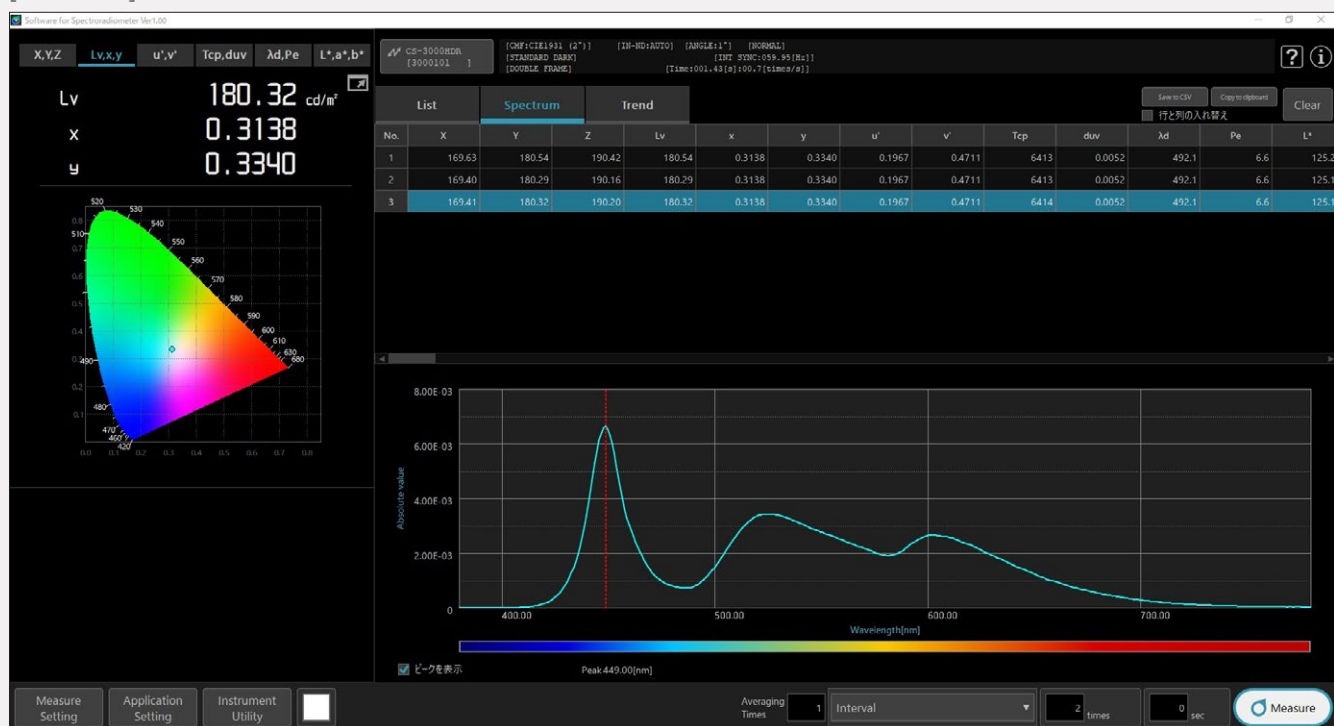 Software for Spectroradiometer Ver1.00
X,Y,Z Lv,x,y u',v' Tcp,duv λd,Pe L*,a*,b*
Lv 180.32 cd/m²
x 0.3138
y 0.3340
520
530
540
510
550
560
570
580
590
600
610
630
680
490
480
470
460
420
0.8
0.7
0.6
0.5
0.4
0.3
0.2
0.1
0.0 0.1 0.2 0.3 0.4 0.5 0.6 0.7 0.8
CS-3000HDR
[3000101 ]
[CMF:CIE1931 (2°)] [IN-ND:AUTO] [ANGLE:1°] [NORMAL]
[STANDARD DARK] [INT SYNC:059.95[Hz]]
[DOUBLE FRAME] [Time:001.43[s]:00.7[times/s]]
List Spectrum Trend
Save to CSV Copy to clipboard Clear
行と列の入れ替え
No. X Y Z Lv x y u' v' Tcp duv λd Pe L*
1 169.63 180.54 190.42 180.54 0.3138 0.3340 0.1967 0.4711 6413 0.0052 492.1 6.6 125.2
2 169.40 180.29 190.16 180.29 0.3138 0.3340 0.1967 0.4711 6413 0.0052 492.1 6.6 125.1
3 169.41 180.32 190.20 180.32 0.3138 0.3340 0.1967 0.4711 6414 0.0052 492.1 6.6 125.1
8.00E-03
6.00E-03
4.00E-03
2.00E-03
0
Absolute value
400.00 500.00 600.00 700.00
Wavelength[nm]
ピークを表示 Peak 449.00[nm]
Measure Setting
Application Setting
Instrument Utility
Averaging Times 1 Interval 2 times 0 sec Measure